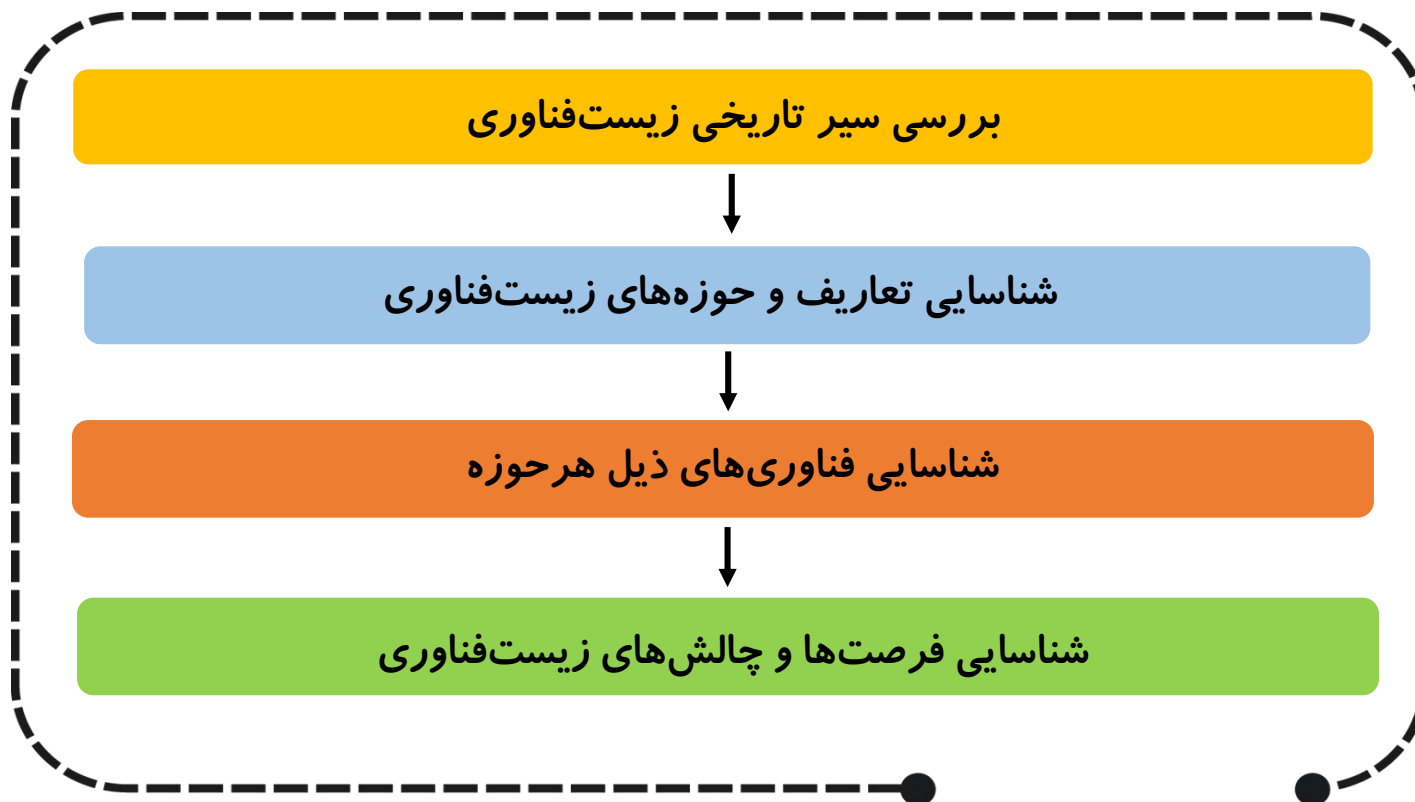 بررسی سیر تاریخی زیست‌فناوری
شناسایی تعاریف و حوزه‌های زیست‌فناوری
شناسایی فناوری‌های ذیل هرحوزه
شناسایی فرصت‌ها و چالش‌های زیست‌فناوری